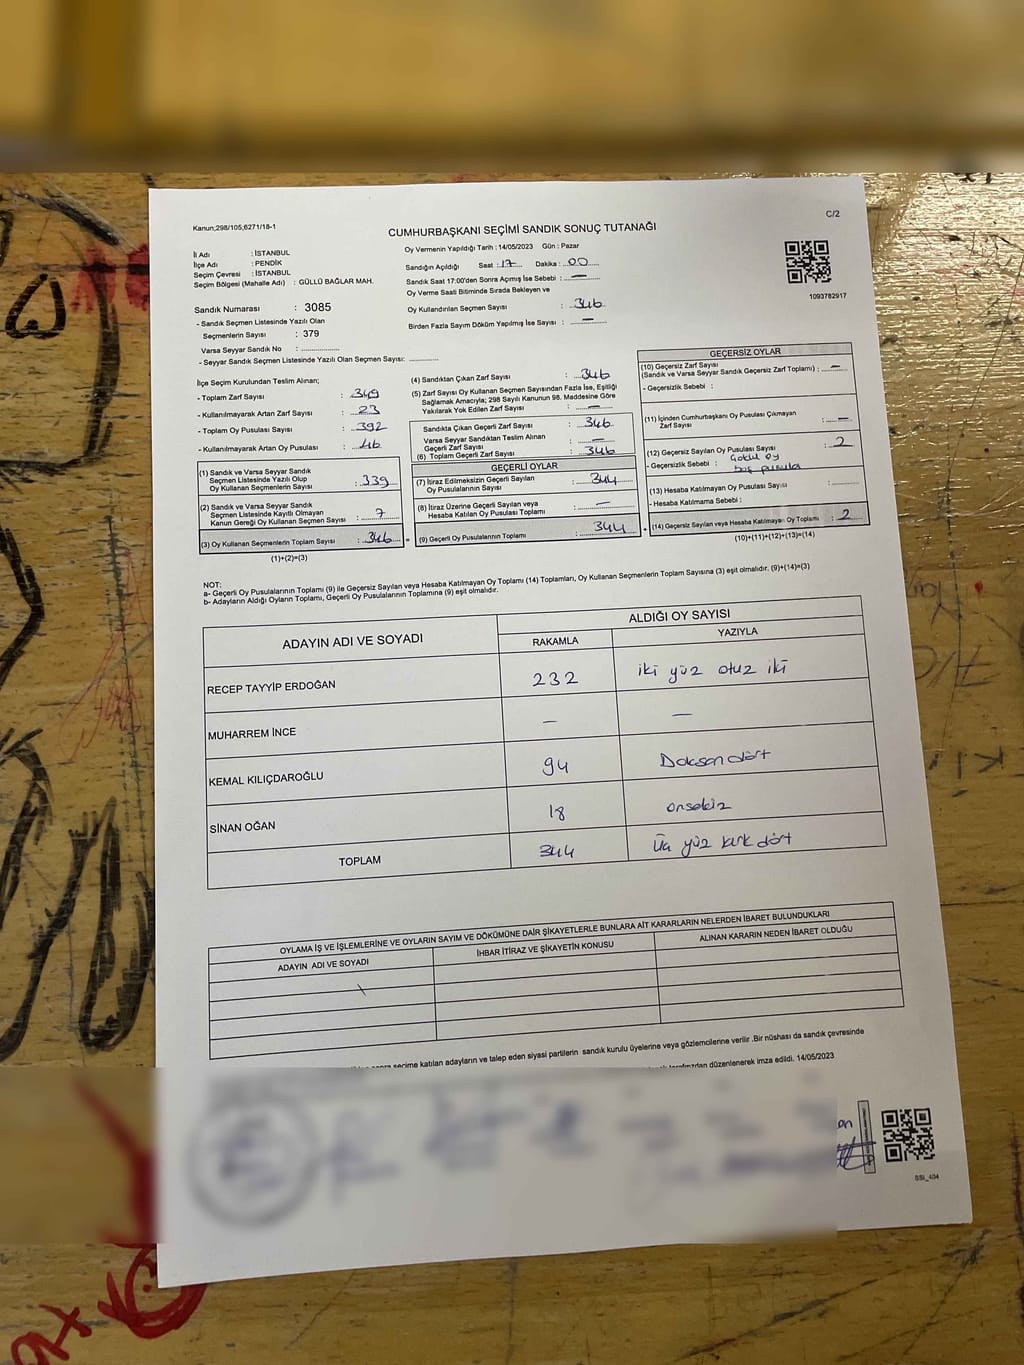 Kanun;298/105;6271/18-1
C/2
CUMHURBAŞKANI SEÇİMİ SANDIK SONUÇ TUTANAĞI
İl Adı : İSTANBUL
İlçe Adı : PENDİK
Seçim Çevresi : İSTANBUL
Seçim Bölgesi (Mahalle Adı) : GÜLLÜ BAĞLAR MAH.
Oy Vermenin Yapıldığı Tarih : 14/05/2023 Gün : Pazar
Sandığın Açıldığı Saat : 17 Dakika : 00
Sandık Saat 17:00'den Sonra Açılmış İse Sebebi : —
Oy Verme Saati Bitiminde Sırada Bekleyen ve
Oy Kullandırılan Seçmen Sayısı : 346
Birden Fazla Sayım Döküm Yapılmış İse Sayısı : —
1093782917
Sandık Numarası : 3085
- Sandık Seçmen Listesinde Yazılı Olan
Seçmenlerin Sayısı : 379
Varsa Seyyar Sandık No :
- Seyyar Sandık Seçmen Listesinde Yazılı Olan Seçmen Sayısı:
İlçe Seçim Kurulundan Teslim Alınan;
- Toplam Zarf Sayısı :
- Kullanılmayarak Artan Zarf Sayısı : 23
- Toplam Oy Pusulası Sayısı : 392
- Kullanılmayarak Artan Oy Pusulası : 46
(1) Sandık ve Varsa Seyyar Sandık
Seçmen Listesinde Yazılı Olup
Oy Kullanan Seçmenlerin Sayısı : 339
(2) Sandık ve Varsa Seyyar Sandık
Seçmen Listesinde Kayıtlı Olmayan
Kanun Gereği Oy Kullanan Seçmen Sayısı : 7
(3) Oy Kullanan Seçmenlerin Toplam Sayısı : 346
(1)+(2)=(3)
(4) Sandıktan Çıkan Zarf Sayısı : 346
(5) Zarf Sayısı Oy Kullanan Seçmen Sayısından Fazla İse, Eşitliği
Sağlamak Amacıyla; 298 Sayılı Kanunun 98. Maddesine Göre
Yakılarak Yok Edilen Zarf Sayısı : —
Sandıkta Çıkan Geçerli Zarf Sayısı : 346
Varsa Seyyar Sandıktan Teslim Alınan
Geçerli Zarf Sayısı : —
(6) Toplam Geçerli Zarf Sayısı : 346
GEÇERLİ OYLAR
(7) İtiraz Edilmeksizin Geçerli Sayılan
Oy Pusulalarının Sayısı : 344
(8) İtiraz Üzerine Geçerli Sayılan veya
Hesaba Katılan Oy Pusulası Toplamı : —
(9) Geçerli Oy Pusulalarının Toplamı : 344
GEÇERSİZ OYLAR
(10) Geçersiz Zarf Sayısı
(Sandık ve Varsa Seyyar Sandık Geçersiz Zarf Toplamı) : —
- Geçersizlik Sebebi :
(11) İçinden Cumhurbaşkanı Oy Pusulası Çıkmayan
Zarf Sayısı : —
(12) Geçersiz Sayılan Oy Pusulası Sayısı : 2
- Geçersizlik Sebebi : oy
boş pusula
(13) Hesaba Katılmayan Oy Pusulası Sayısı :
- Hesaba Katılmama Sebebi :
(14) Geçersiz Sayılan veya Hesaba Katılmayan Oy Toplamı : 2
(10)+(11)+(12)+(13)=(14)
NOT:
a- Geçerli Oy Pusulalarının Toplamı (9) ile Geçersiz Sayılan veya Hesaba Katılmayan Oy Toplamı (14) Toplamları, Oy Kullanan Seçmenlerin Toplam Sayısına (3) eşit olmalıdır. (9)+(14)=(3)
b- Adayların Aldığı Oyların Toplamı, Geçerli Oy Pusulalarının Toplamına (9) eşit olmalıdır.
ADAYIN ADI VE SOYADI
ALDIĞI OY SAYISI
RAKAMLA YAZIYLA
RECEP TAYYİP ERDOĞAN 232 iki yüz otuz iki
MUHARREM İNCE — —
KEMAL KILIÇDAROĞLU 94 Doksan dört
SİNAN OĞAN 18 onsekiz
TOPLAM 344 Üç yüz kırk dört
OYLAMA İŞ VE İŞLEMLERİNE VE OYLARIN SAYIM VE DÖKÜMÜNE DAİR ŞİKAYETLERLE BUNLARA AİT KARARLARIN NELERDEN İBARET BULUNDUKLARI
ADAYIN ADI VE SOYADI İHBAR İTİRAZ VE ŞİKAYETİN KONUSU ALINAN KARARIN NEDEN İBARET OLDUĞU
seçime katılan adayların ve talep eden siyasi partilerin sandık kurulu üyelerine veya gözlemcilerine verilir .Bir nüshası da sandık çevresinde
tarafımızdan düzenlenerek imza edildi. 14/05/2023